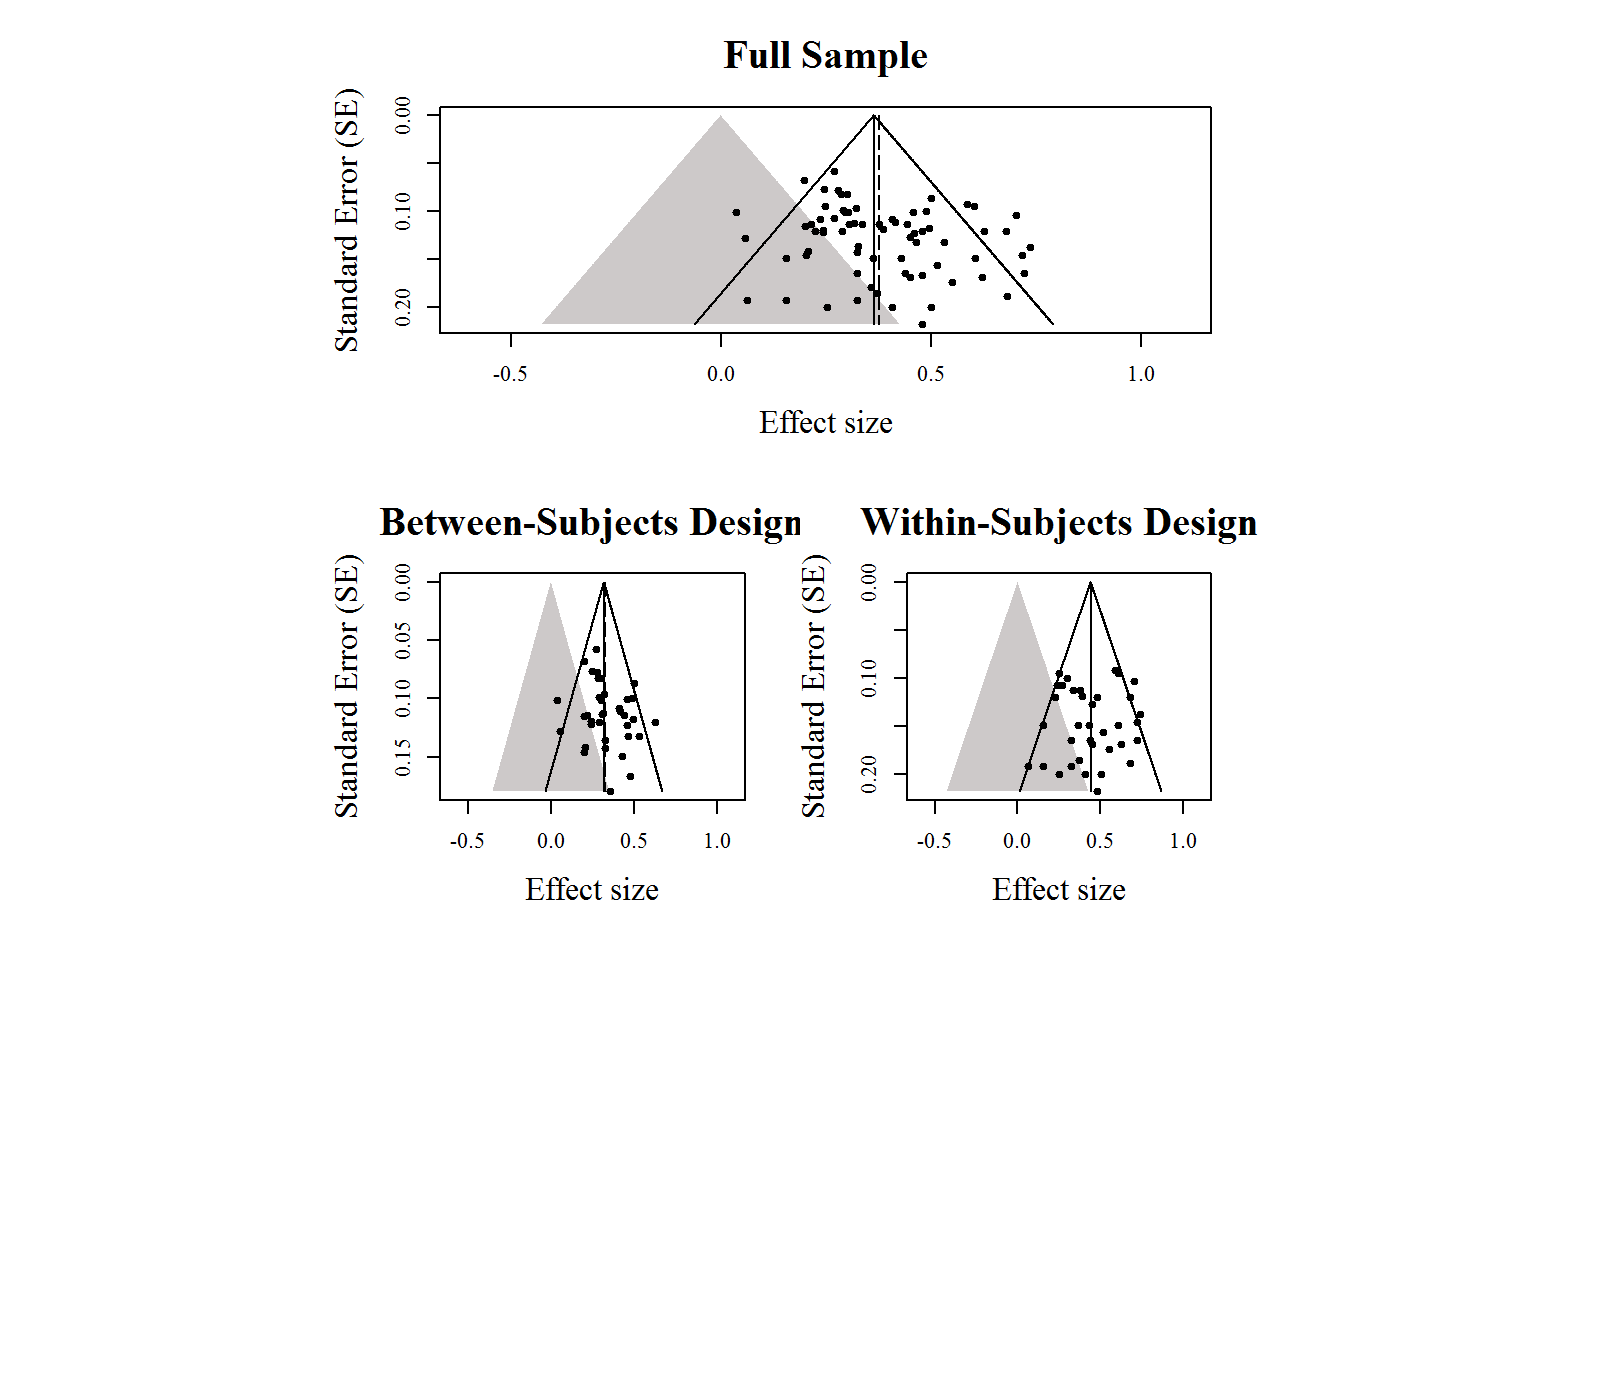 Full Sample
Standard Error (SE)
0.00
0.10
0.20
-0.5 0.0 0.5 1.0
Effect size
Between-Subjects Design
Standard Error (SE)
0.00
0.05
0.10
0.15
-0.5 0.0 0.5 1.0
Effect size
Within-Subjects Design
Standard Error (SE)
0.00
0.10
0.20
-0.5 0.0 0.5 1.0
Effect size